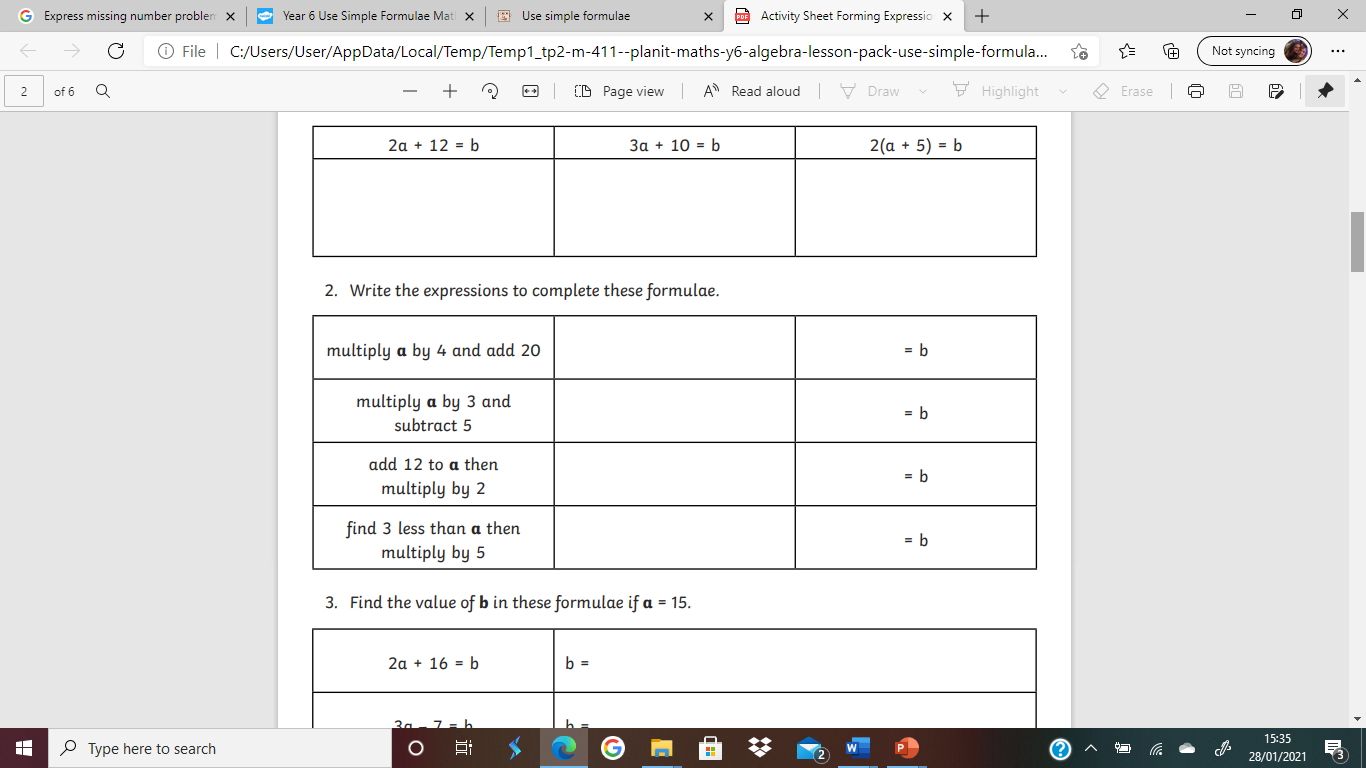 Express missing number problem
Year 6 Use Simple Formulae Mat
Use simple formulae
PDF
Activity Sheet Forming Expressio
File
C:/Users/User/AppData/Local/Temp/Temp1_tp2-m-411--planit-maths-y6-algebra-lesson-pack-use-simple-formula...
Not syncing
2 of 6
Page view
Read aloud
Draw
Highlight
Erase
2a + 12 = b 3a + 10 = b 2(a + 5) = b
2. Write the expressions to complete these formulae.
multiply a by 4 and add 20 = b
multiply a by 3 and
subtract 5
= b
add 12 to a then
multiply by 2
= b
find 3 less than a then
multiply by 5
= b
3. Find the value of b in these formulae if a = 15.
2a + 16 = b b =
3a – 7 = b b =
Type here to search
2
15:35
28/01/2021
3